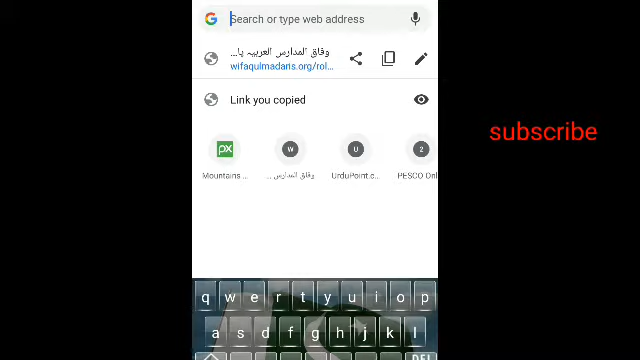 Search or type web address
وفاق المدارس العربیہ پا...
wifaqulmadaris.org/rol...
subscribe
Link you copied
px
W
U
2
Mountains ...
وفاق المدارس ...
UrduPoint.c...
PESCO Onl
q w e r t y u i o p
a s d f g h j k l
DEL